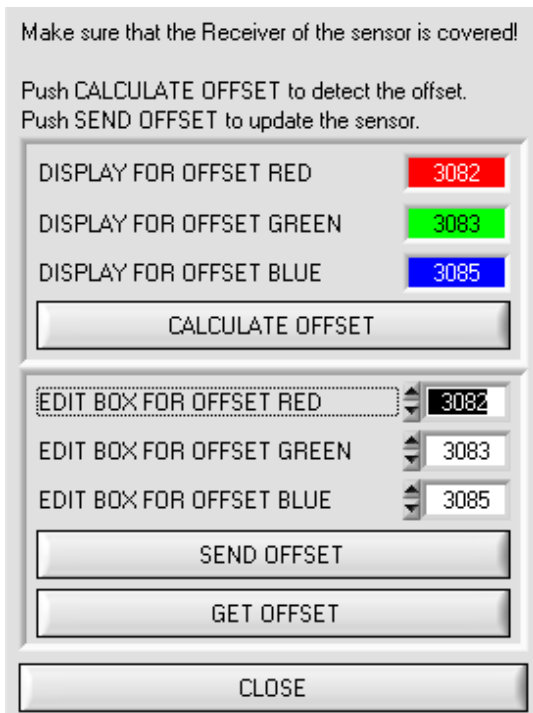 Make sure that the Receiver of the sensor is covered!
Push CALCULATE OFFSET to detect the offset.
Push SEND OFFSET to update the sensor.
DISPLAY FOR OFFSET RED 3082
DISPLAY FOR OFFSET GREEN 3083
DISPLAY FOR OFFSET BLUE 3085
CALCULATE OFFSET
EDIT BOX FOR OFFSET RED 3082
EDIT BOX FOR OFFSET GREEN 3083
EDIT BOX FOR OFFSET BLUE 3085
SEND OFFSET
GET OFFSET
CLOSE